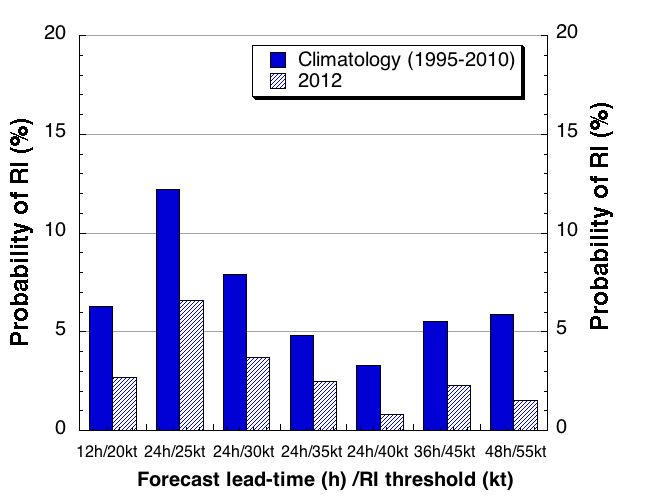 Climatology (1995-2010)
2012
20
15
10
5
0
Probability of RI (%)
20
15
10
5
0
Probability of RI (%)
12h/20kt 24h/25kt 24h/30kt 24h/35kt 24h/40kt 36h/45kt 48h/55kt
Forecast lead-time (h) /RI threshold (kt)